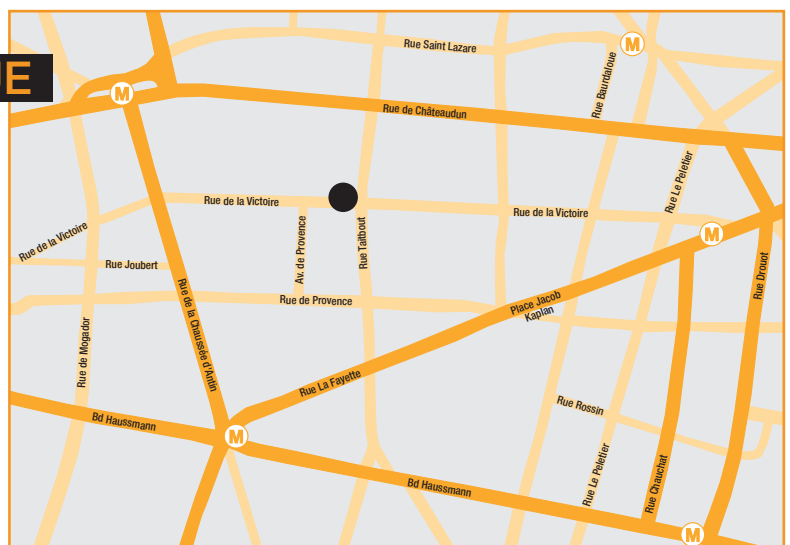 Rue Saint Lazare
M
UE
Rue Baurdaloue
M
Rue de Châteaudun
Rue Le Peletier
Rue de la Victoire
Rue de la Victoire
Rue de la Victoire
Av. de Provence
Rue Taitbout
M
Rue Joubert
Rue Drouot
Rue de Provence
Place Jacob
Kaplan
Rue de la Chaussée d'Antin
Rue de Mogador
Rue La Fayette
Rue Rossin
Bd Haussmann
M
Rue Le Peletier
Rue Chauchat
Bd Haussmann
M